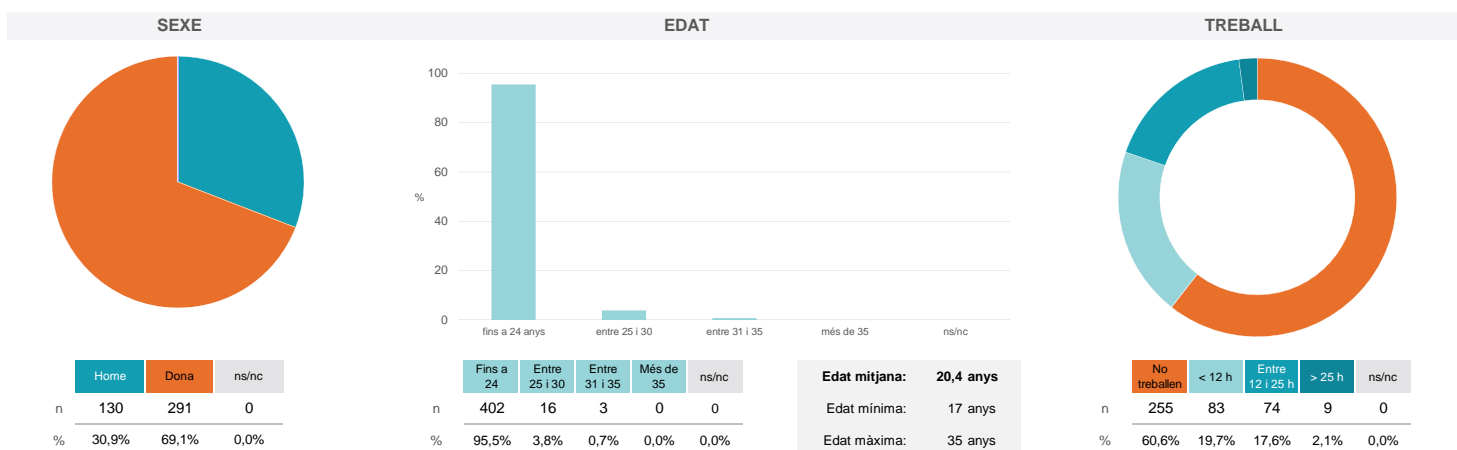 SEXE
EDAT
TREBALL
100
80
60
%
40
20
0
fins a 24 anys
entre 25 i 30
entre 31 i 35
més de 35
ns/nc
Home Dona ns/nc
n 130 291 0
% 30,9% 69,1% 0,0%
Fins a 24
Entre 25 i 30
Entre 31 i 35
Més de 35
ns/nc
n 402 16 3 0 0
% 95,5% 3,8% 0,7% 0,0% 0,0%
Edat mitjana: 20,4 anys
Edat mínima: 17 anys
Edat màxima: 35 anys
No treballen
< 12 h
Entre 12 i 25 h
> 25 h
ns/nc
n 255 83 74 9 0
% 60,6% 19,7% 17,6% 2,1% 0,0%